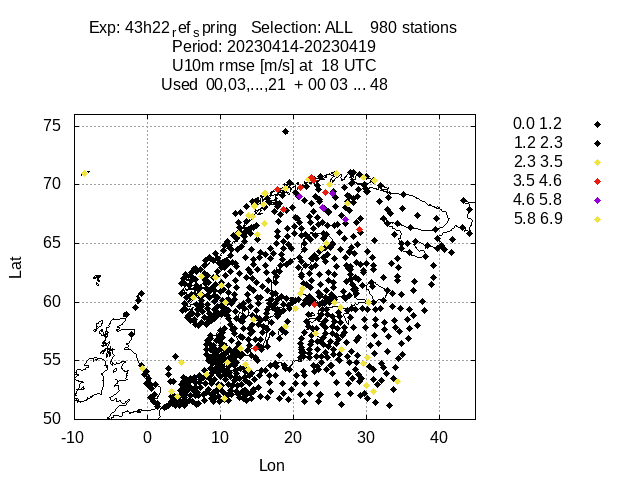 Exp: 43h22ref spring   Selection: ALL    980 stations
Period: 20230414-20230419
U10m rmse [m/s] at  18 UTC
Used  00,03,...,21  + 00 03 ... 48
75
70
65
60
55
50
Lat
-10 0 10 20 30 40
Lon
0.0 1.2
1.2 2.3
2.3 3.5
3.5 4.6
4.6 5.8
5.8 6.9